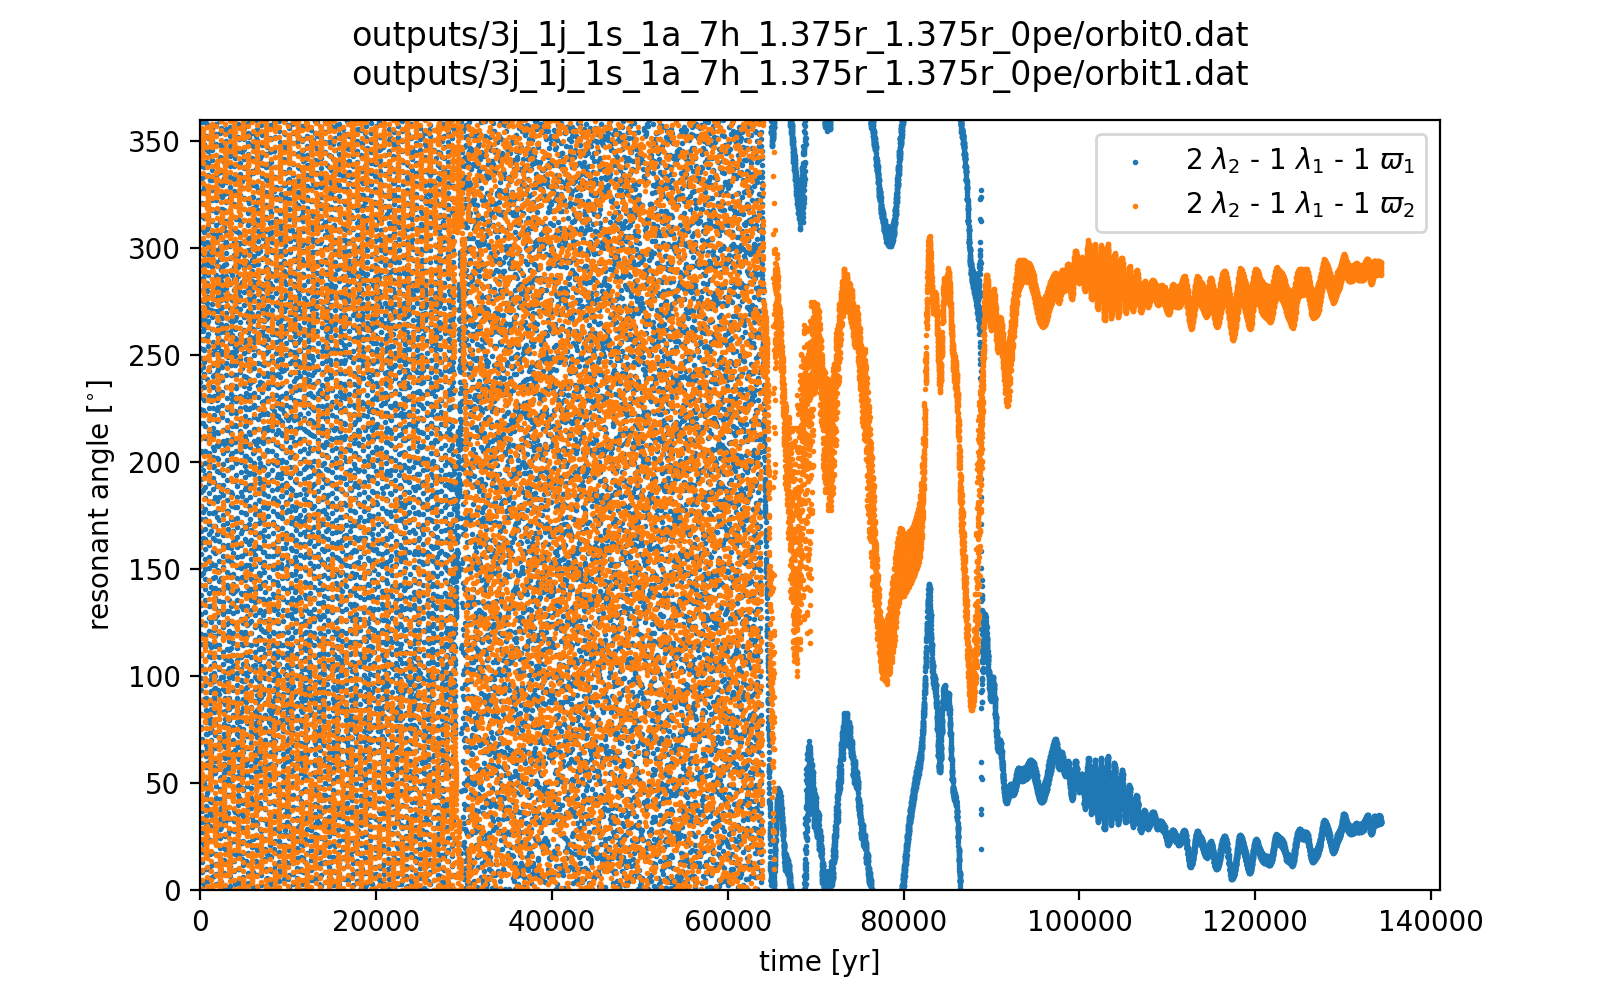 outputs/3j_1j_1s_1a_7h_1.375r_1.375r_0pe/orbit0.dat
outputs/3j_1j_1s_1a_7h_1.375r_1.375r_0pe/orbit1.dat
2 λ₂ - 1 λ₁ - 1 ϖ₁
2 λ₂ - 1 λ₁ - 1 ϖ₂
resonant angle [°]
350
300
250
200
150
100
50
0
0 20000 40000 60000 80000 100000 120000 140000
time [yr]